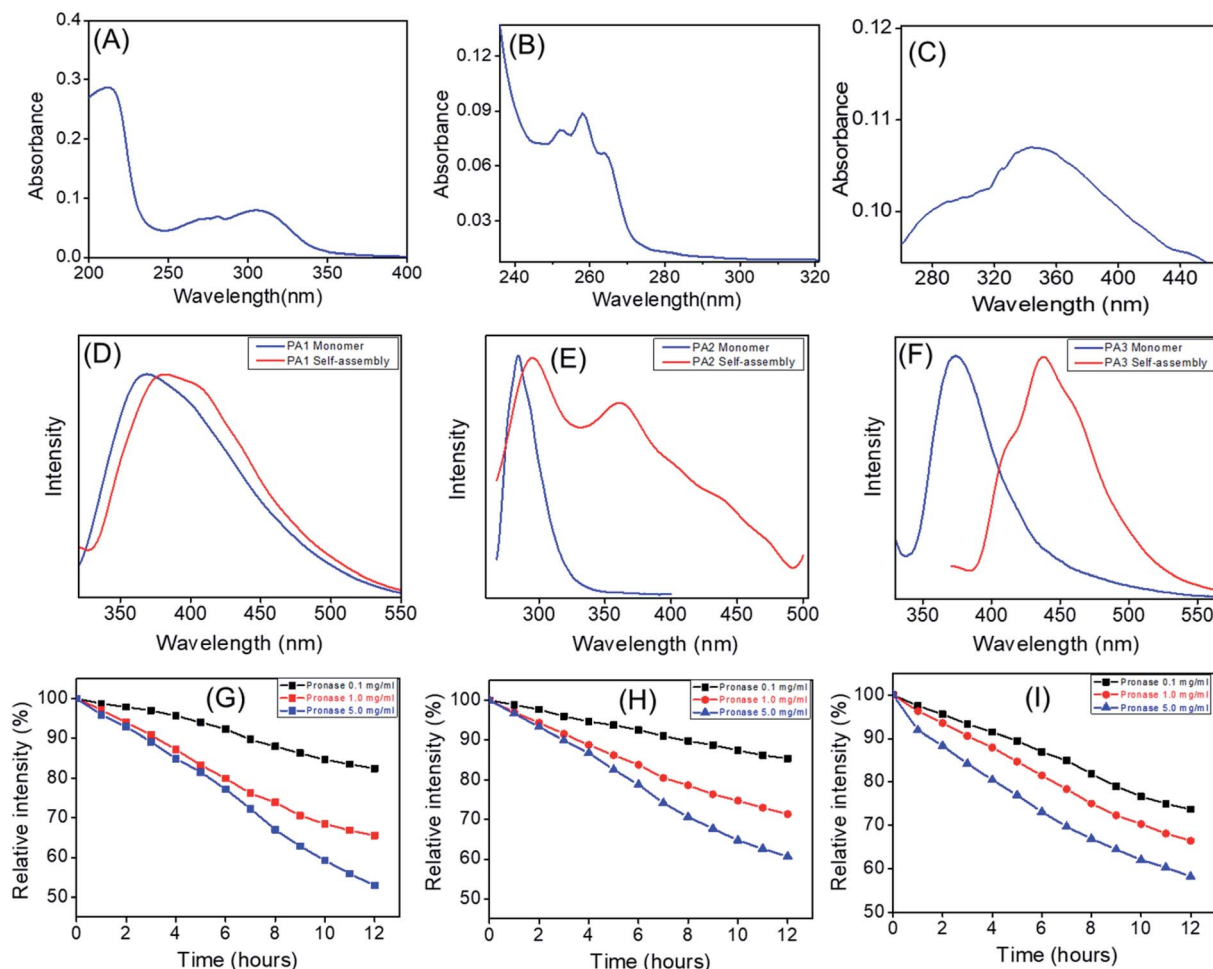 (A)
Absorbance
0.4
0.3
0.4
0.1
0.0
200
250
300
350
400
Wavelength(nm)
(B)
Absorbance
0.12
0.09
0.06
0.03
240
260
280
300
320
Wavelength(nm)
(C)
Absorbance
0.12
0.11
0.10
280
320
360
400
440
Wavelength (nm)
(D)
PA1 Monomer
PA1 Self-assembly
Intensity
350
400
450
500
550
Wavelength (nm)
(E)
PA2 Monomer
PA2 Self-assembly
Intensity
300
350
400
450
500
Wavelength (nm)
(F)
PA3 Monomer
PA3 Self-assembly
Intensity
350
400
450
500
550
Wavelength (nm)
(G)
Pronase 0.1 mg/ml
Pronase 1.0 mg/ml
Pronase 5.0 mg/ml
Relative intensity (%)
100
90
80
70
60
50
0
2
4
6
8
10
12
Time (hours)
(H)
Pronase 0.1 mg/ml
Pronase 1.0 mg/ml
Pronase 5.0 mg/ml
Relative intensity (%)
100
90
80
70
60
50
0
2
4
6
8
10
12
Time (hours)
(I)
Pronase 0.1 mg/ml
Pronase 1.0 mg/ml
Pronase 5.0 mg/ml
Relative intensity (%)
100
90
80
70
60
50
0
2
4
6
8
10
12
Time (hours)